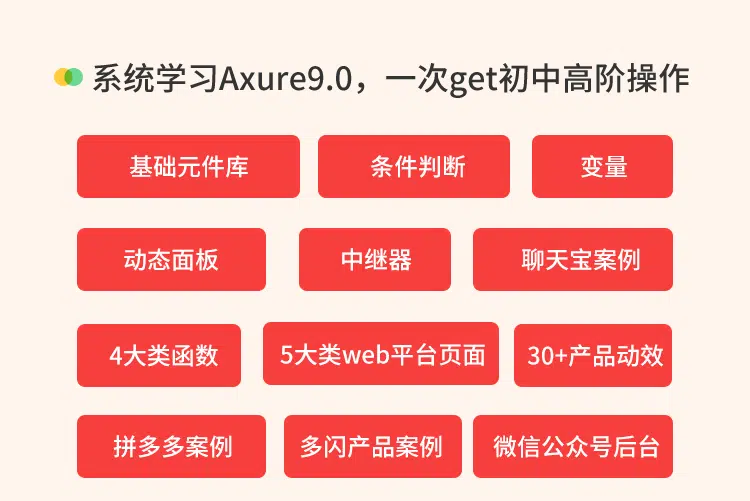 系统学习Axure9.0，一次get初中高阶操作
基础元件库
条件判断
变量
动态面板
中继器
聊天宝案例
4大类函数
5大类web平台页面
30+产品动效
拼多多案例
多闪产品案例
微信公众号后台